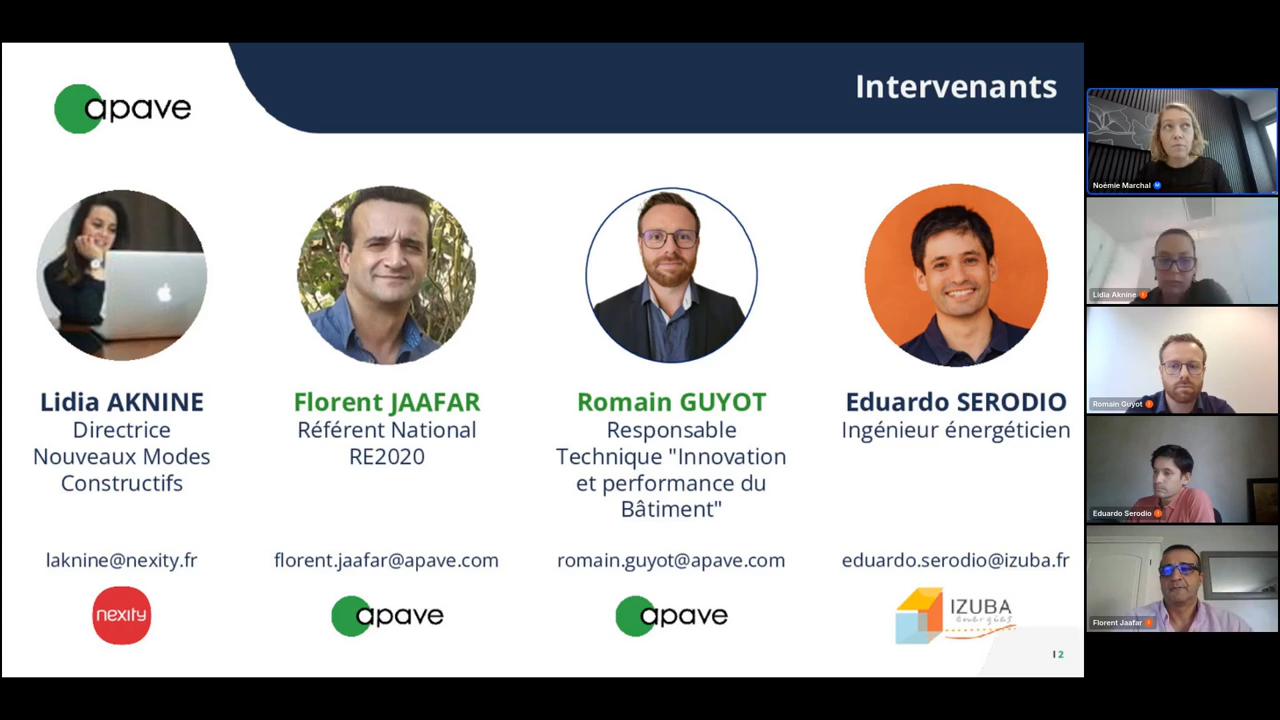 apave
Intervenants
Lidia AKNINE
Directrice
Nouveaux Modes
Constructifs
laknine@nexity.fr
nexity
Florent JAAFAR
Référent National
RE2020
florent.jaafar@apave.com
apave
Romain GUYOT
Responsable
Technique "Innovation
et performance du
Bâtiment"
romain.guyot@apave.com
apave
Eduardo SERODIO
Ingénieur énergéticien
eduardo.serodio@izuba.fr
IZUBA
énergies
I 2
Noémie Marchal
Lidia Aknine
Romain Guyot
Eduardo Serodio
Florent Jaafar